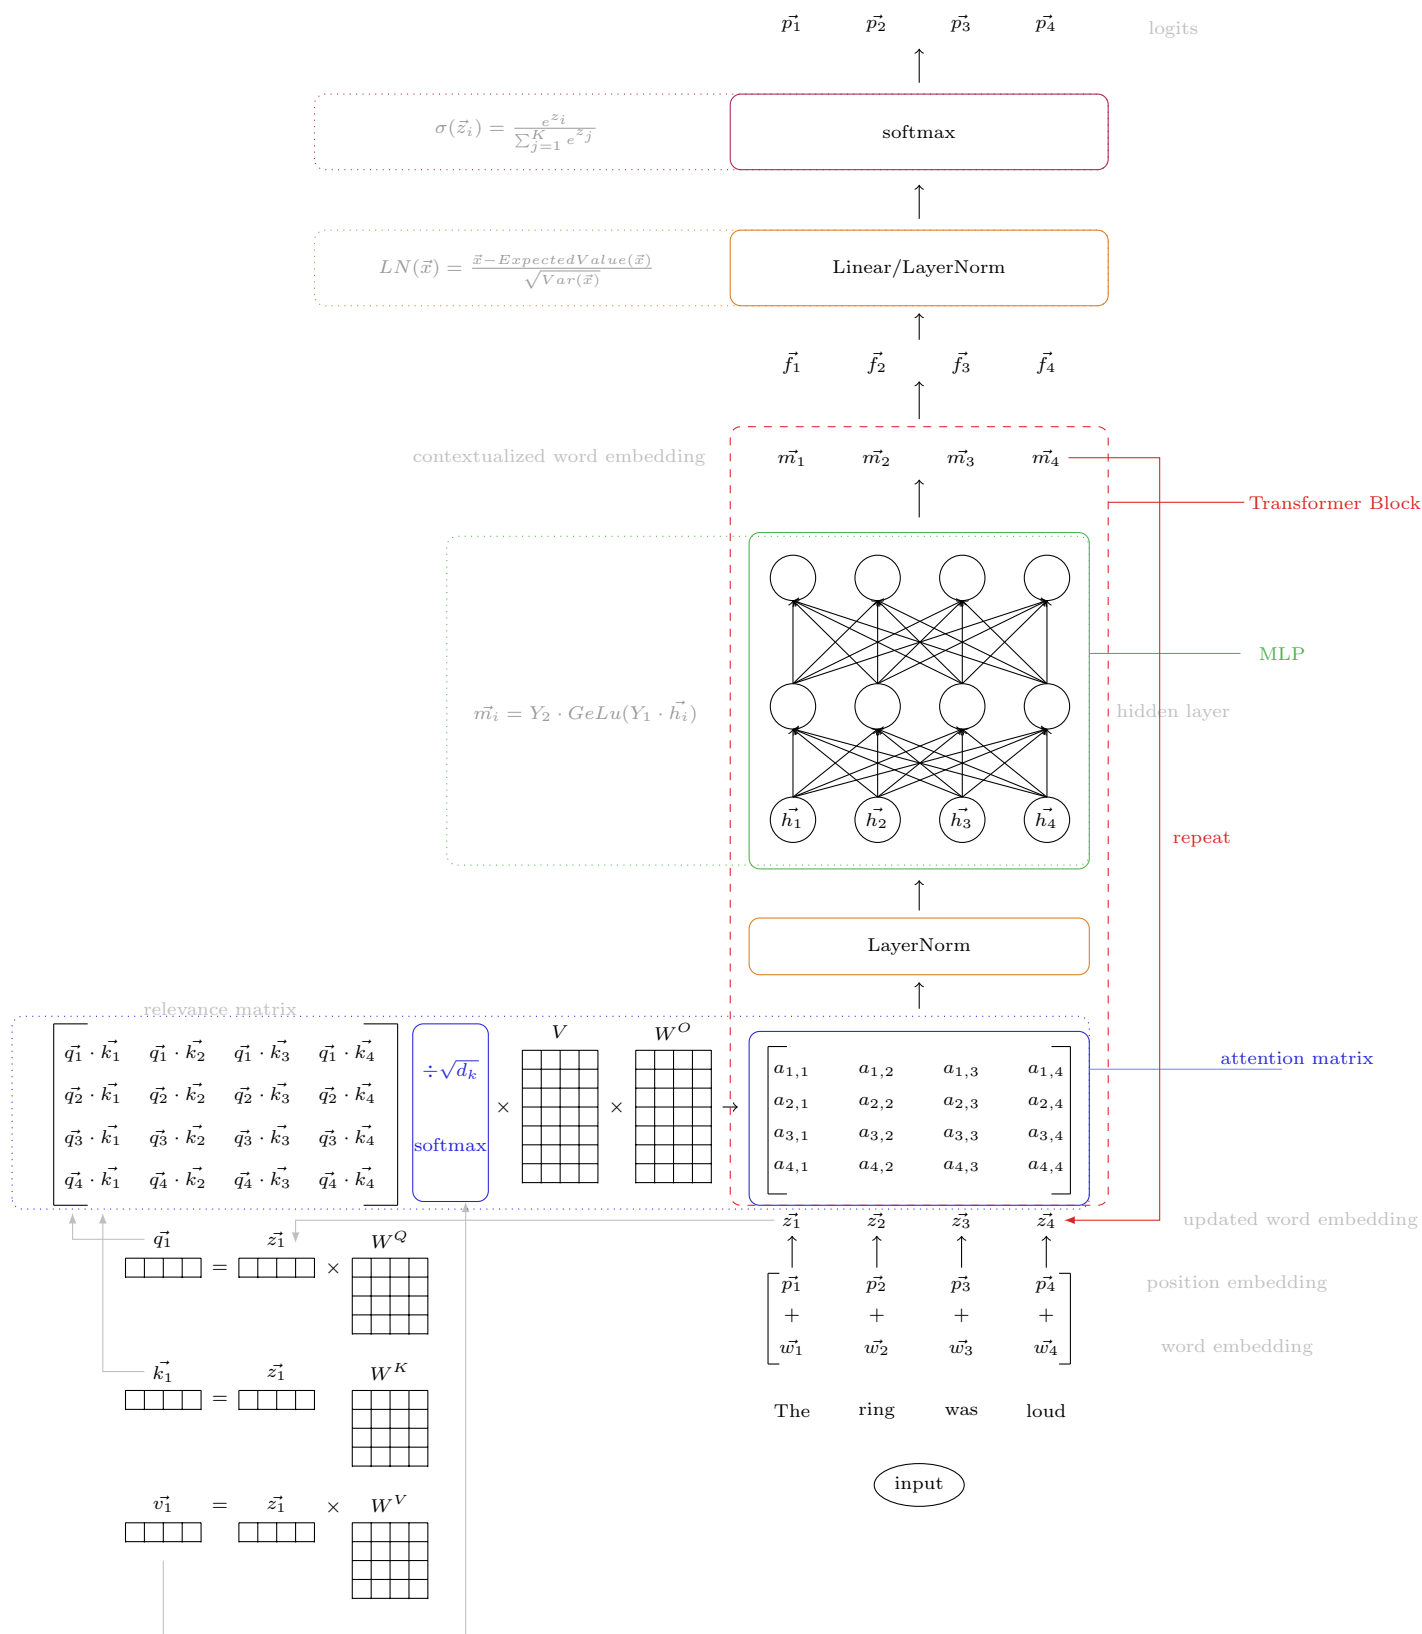 p⃗₁ p⃗₂ p⃗₃ p⃗₄ logits
σ(z⃗ᵢ) = e^{zᵢ} / ∑_{j=1}^{K} e^{zⱼ} softmax
LN(x⃗) = (x⃗−ExpectedValue(x⃗)) / √Var(x⃗) Linear/LayerNorm
f⃗₁ f⃗₂ f⃗₃ f⃗₄
contextualized word embedding m⃗₁ m⃗₂ m⃗₃ m⃗₄
Transformer Block
MLP
m⃗ᵢ = Y₂ · GeLu(Y₁ · h⃗ᵢ) hidden layer
h⃗₁ h⃗₂ h⃗₃ h⃗₄
repeat
LayerNorm
relevance matrix
V W^O
q⃗₁ · k⃗₁ q⃗₁ · k⃗₂ q⃗₁ · k⃗₃ q⃗₁ · k⃗₄
q⃗₂ · k⃗₁ q⃗₂ · k⃗₂ q⃗₂ · k⃗₃ q⃗₂ · k⃗₄
q⃗₃ · k⃗₁ q⃗₃ · k⃗₂ q⃗₃ · k⃗₃ q⃗₃ · k⃗₄
q⃗₄ · k⃗₁ q⃗₄ · k⃗₂ q⃗₄ · k⃗₃ q⃗₄ · k⃗₄
÷√d_k
softmax
× × →
attention matrix
a₁,₁ a₁,₂ a₁,₃ a₁,₄
a₂,₁ a₂,₂ a₂,₃ a₂,₄
a₃,₁ a₃,₂ a₃,₃ a₃,₄
a₄,₁ a₄,₂ a₄,₃ a₄,₄
z⃗₁ z⃗₂ z⃗₃ z⃗₄ updated word embedding
p⃗₁ p⃗₂ p⃗₃ p⃗₄ position embedding
+ + + +
w⃗₁ w⃗₂ w⃗₃ w⃗₄ word embedding
The ring was loud
input
q⃗₁ z⃗₁ W^Q
= ×
k⃗₁ z⃗₁ W^K
=
v⃗₁ = z⃗₁ × W^V